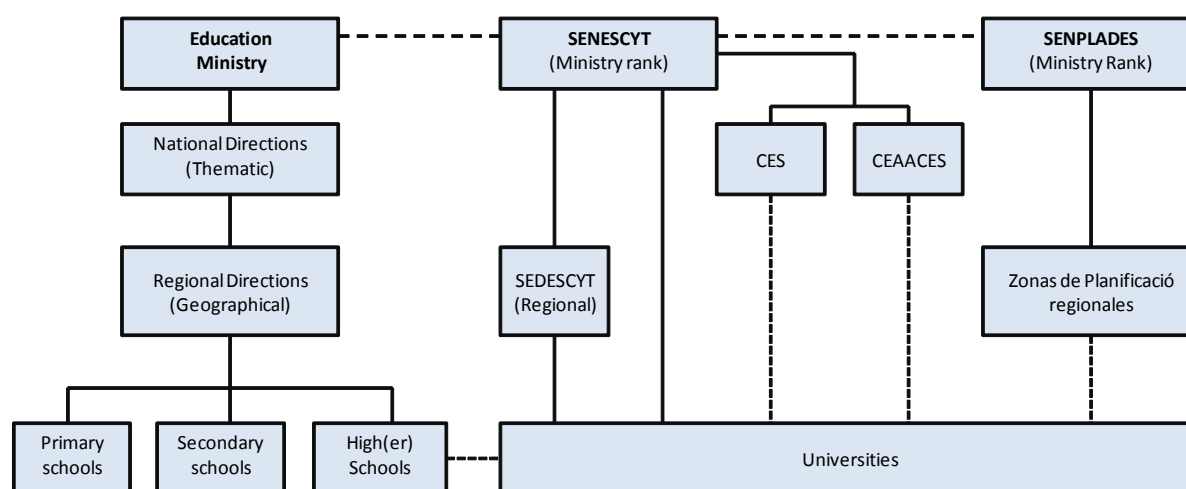 Education
Ministry
SENESCYT
(Ministry rank)
SENPLADES
(Ministry Rank)
National Directions
(Thematic)
CES
CEAACES
Regional Directions
(Geographical)
SEDESCYT
(Regional)
Zonas de Planificació
regionales
Primary
schools
Secondary
schools
High(er)
Schools
Universities